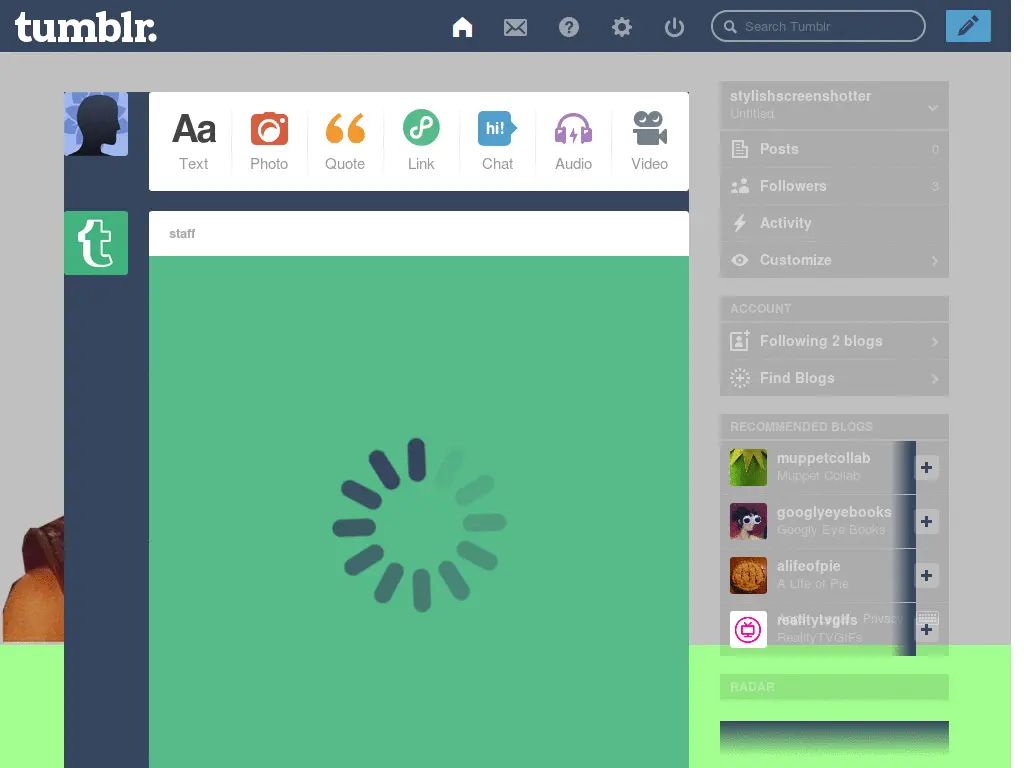 tumblr.
Search Tumblr
Aa
Text
Photo
Quote
Link
hi!
Chat
Audio
Video
t
staff
stylishscreenshotter
Untitled
Posts 0
Followers 3
Activity
Customize
ACCOUNT
Following 2 blogs
Find Blogs
RECOMMENDED BLOGS
muppetcollab
Muppet Collab
googlyeyebooks
Googly Eye Books
alifeofpie
A Life of Pie
realitytvgifs
Privacy
RealityTVGIFs
RADAR